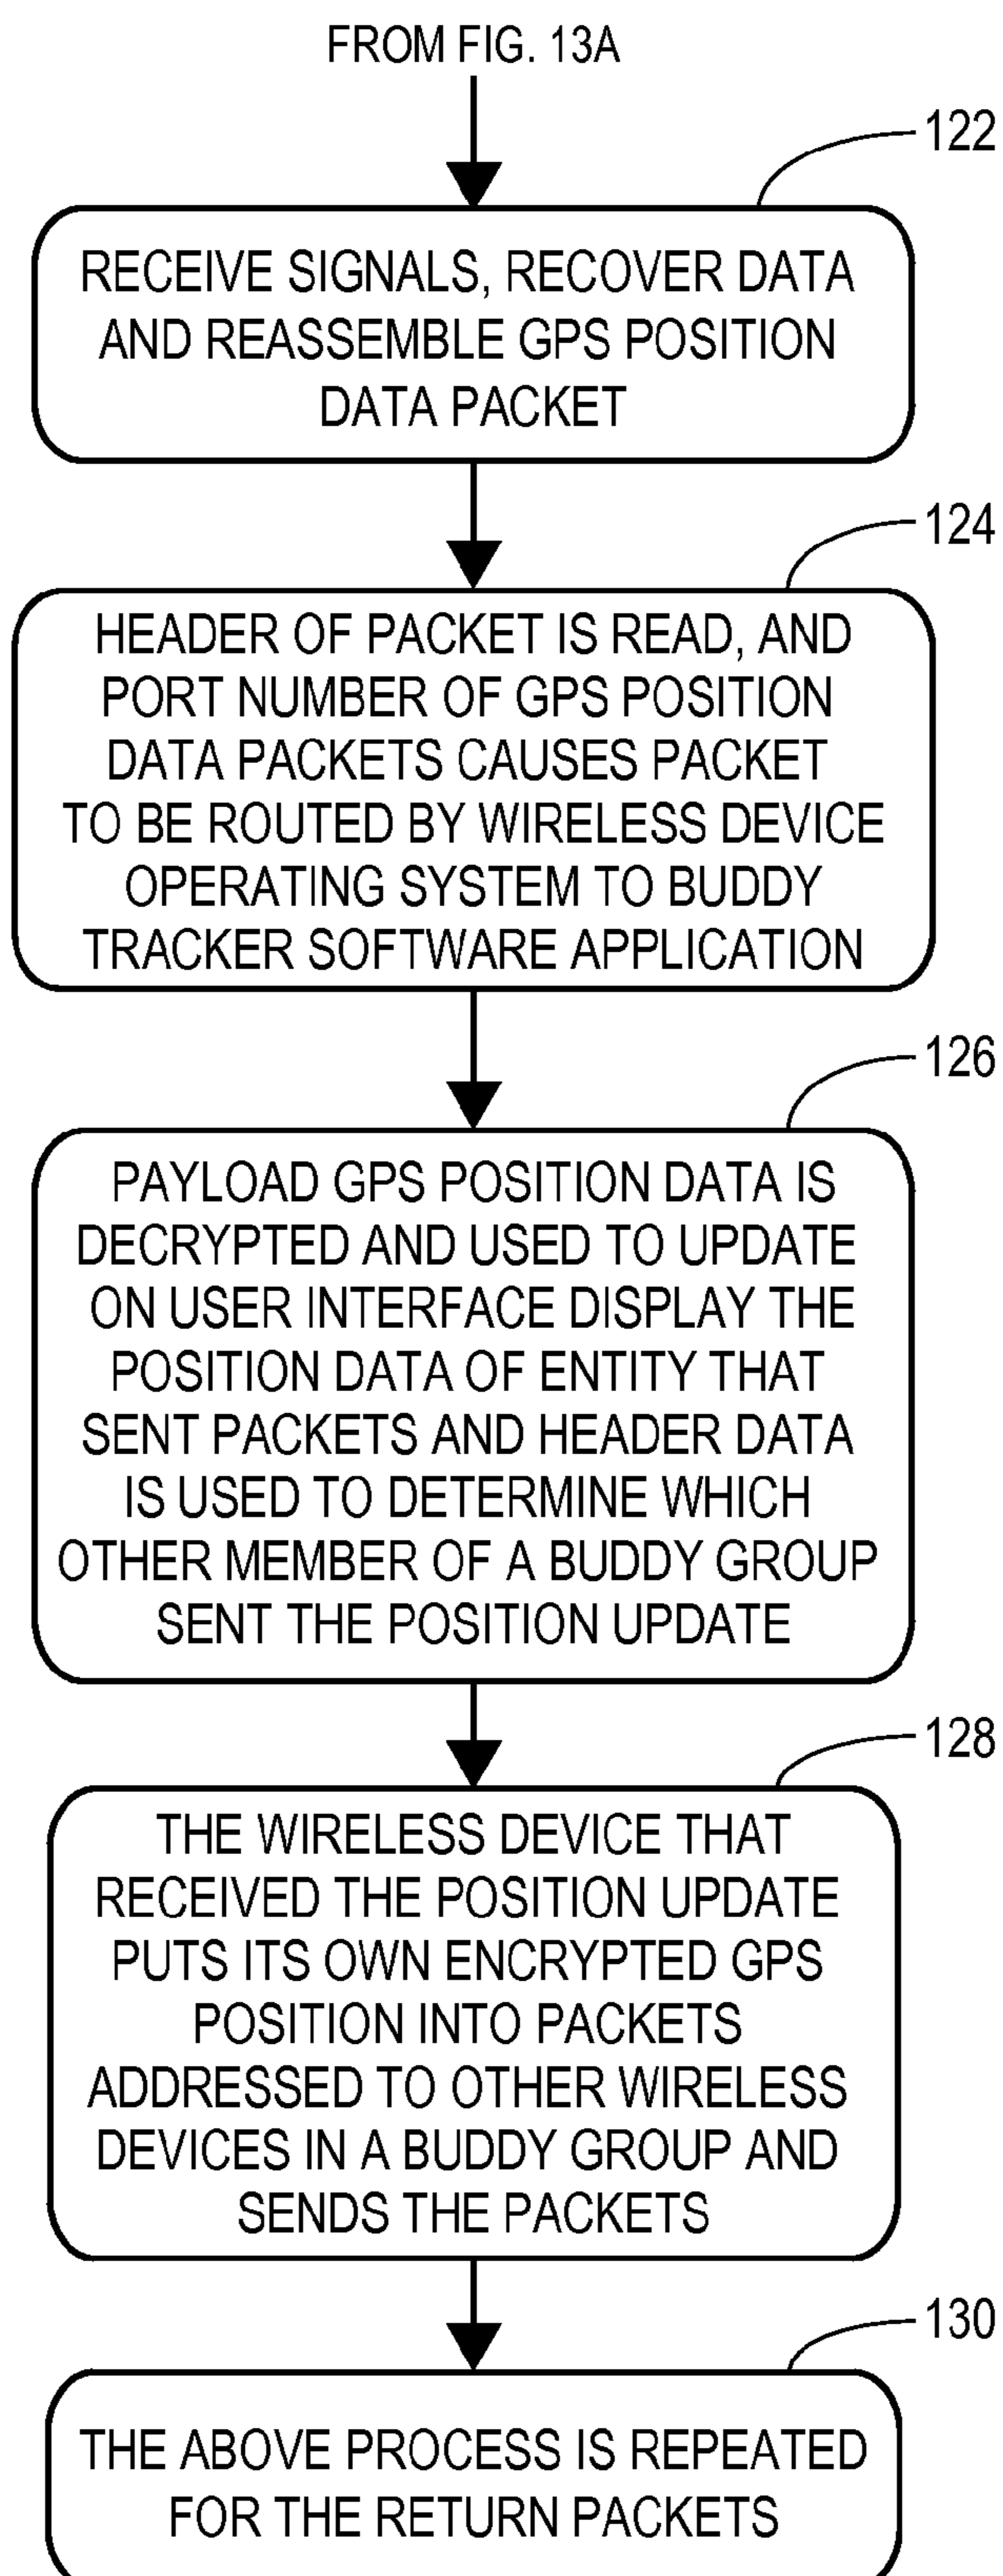 FROM FIG. 13A
122
RECEIVE SIGNALS, RECOVER DATA
AND REASSEMBLE GPS POSITION
DATA PACKET
124
HEADER OF PACKET IS READ, AND
PORT NUMBER OF GPS POSITION
DATA PACKETS CAUSES PACKET
TO BE ROUTED BY WIRELESS DEVICE
OPERATING SYSTEM TO BUDDY
TRACKER SOFTWARE APPLICATION
126
PAYLOAD GPS POSITION DATA IS
DECRYPTED AND USED TO UPDATE
ON USER INTERFACE DISPLAY THE
POSITION DATA OF ENTITY THAT
SENT PACKETS AND HEADER DATA
IS USED TO DETERMINE WHICH
OTHER MEMBER OF A BUDDY GROUP
SENT THE POSITION UPDATE
128
THE WIRELESS DEVICE THAT
RECEIVED THE POSITION UPDATE
PUTS ITS OWN ENCRYPTED GPS
POSITION INTO PACKETS
ADDRESSED TO OTHER WIRELESS
DEVICES IN A BUDDY GROUP AND
SENDS THE PACKETS
130
THE ABOVE PROCESS IS REPEATED
FOR THE RETURN PACKETS